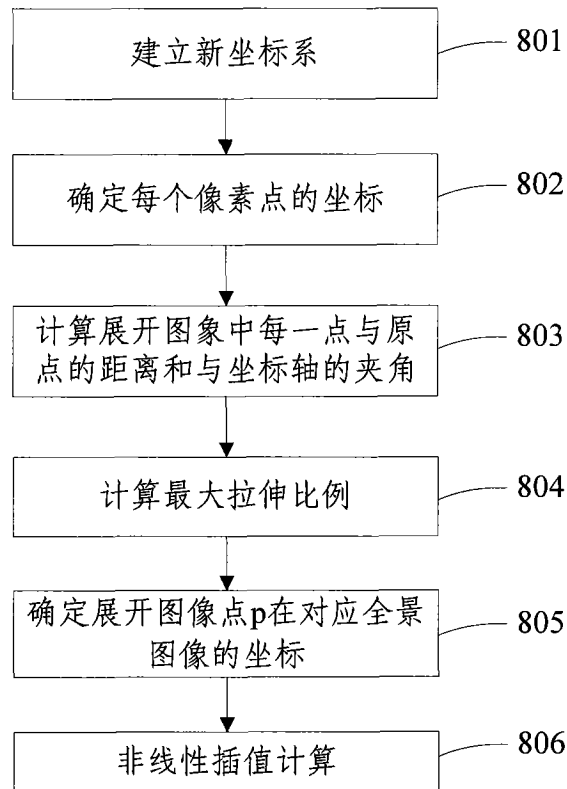 建立新坐标系
801
确定每个像素点的坐标
802
计算展开图象中每一点与原
点的距离和与坐标轴的夹角
803
计算最大拉伸比例
804
确定展开图像点p在对应全景
图像的坐标
805
非线性插值计算
806